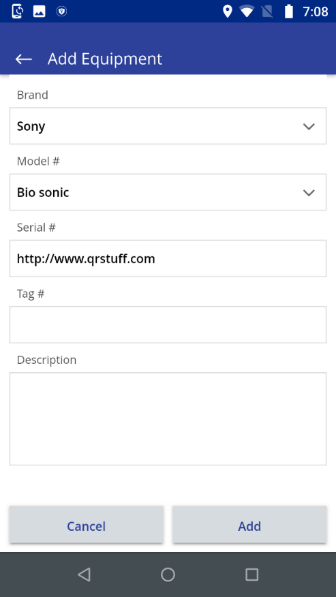 7:08
Add Equipment
Brand
Sony
Model #
Bio sonic
Serial #
http://www.qrstuff.com
Tag #
Description
Cancel
Add